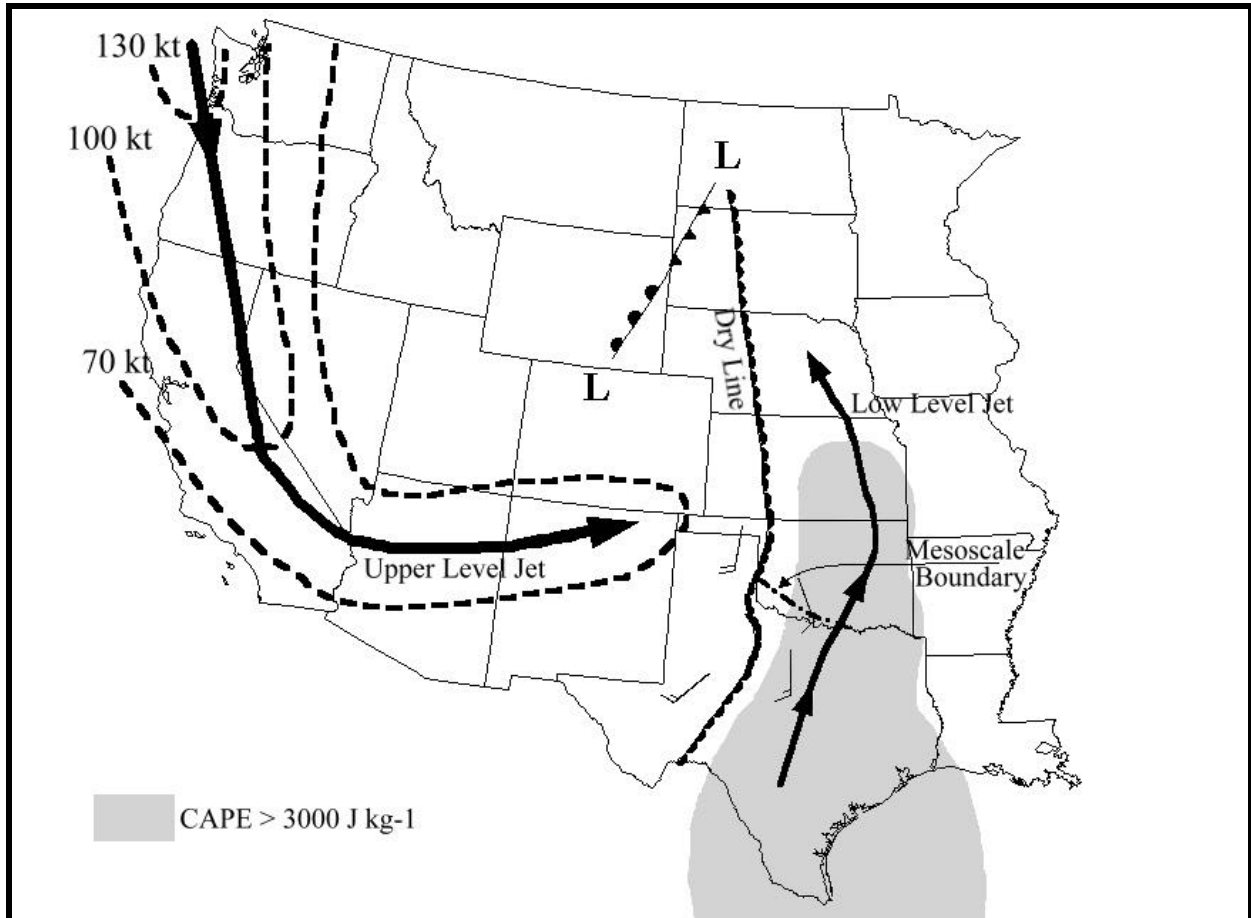 130 kt
100 kt
L
Dry Line
70 kt
L
Low Level Jet
Upper Level Jet
Mesoscale
Boundary
CAPE > 3000 J kg-1